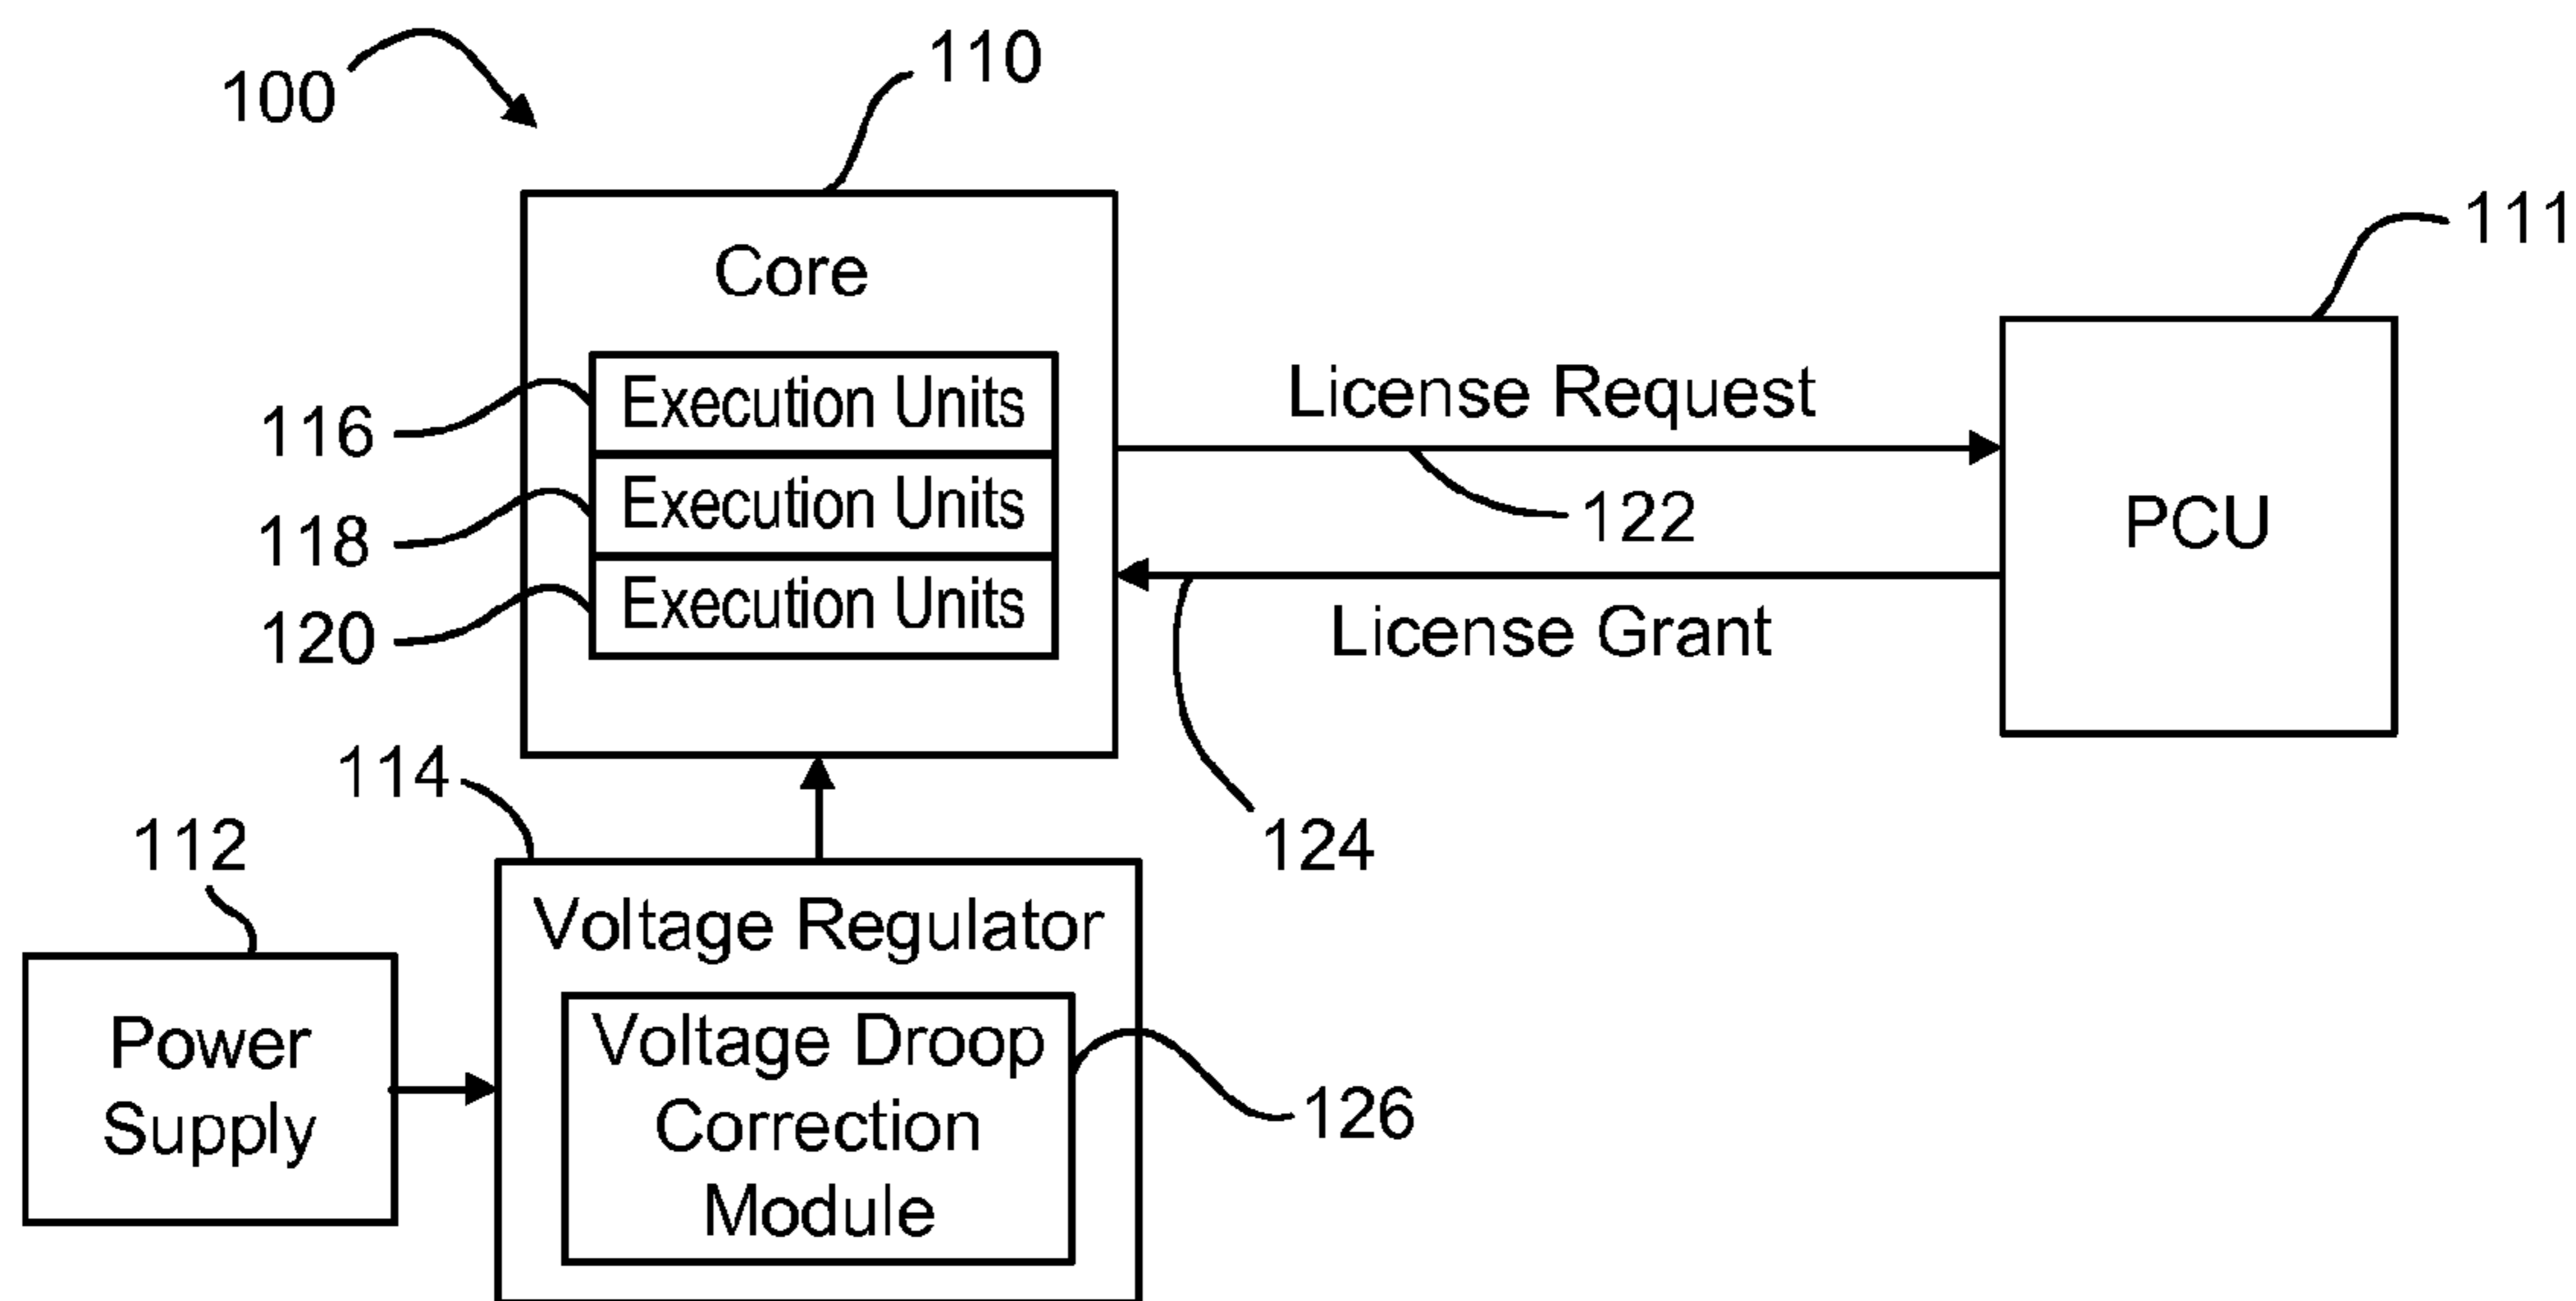 100
110
111
Core
116
Execution Units
118
Execution Units
120
Execution Units
License Request
122
PCU
License Grant
124
114
112
Voltage Regulator
Power
Supply
Voltage Droop
Correction
Module
126